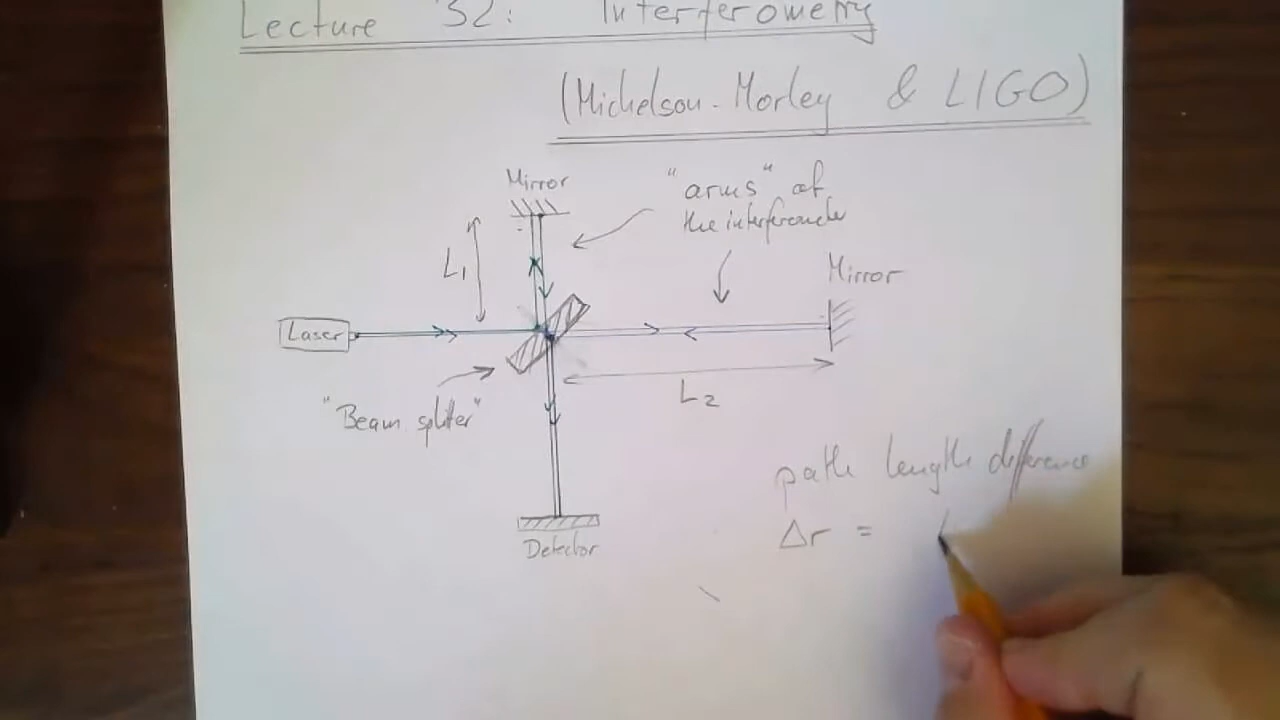 Lecture 32: Interferometry
(Michelson-Morley & LIGO)
Mirror
"arms" of
the interferometer
L1
Mirror
Laser
L2
"Beam spliter"
path length difference
Δr =
Detector